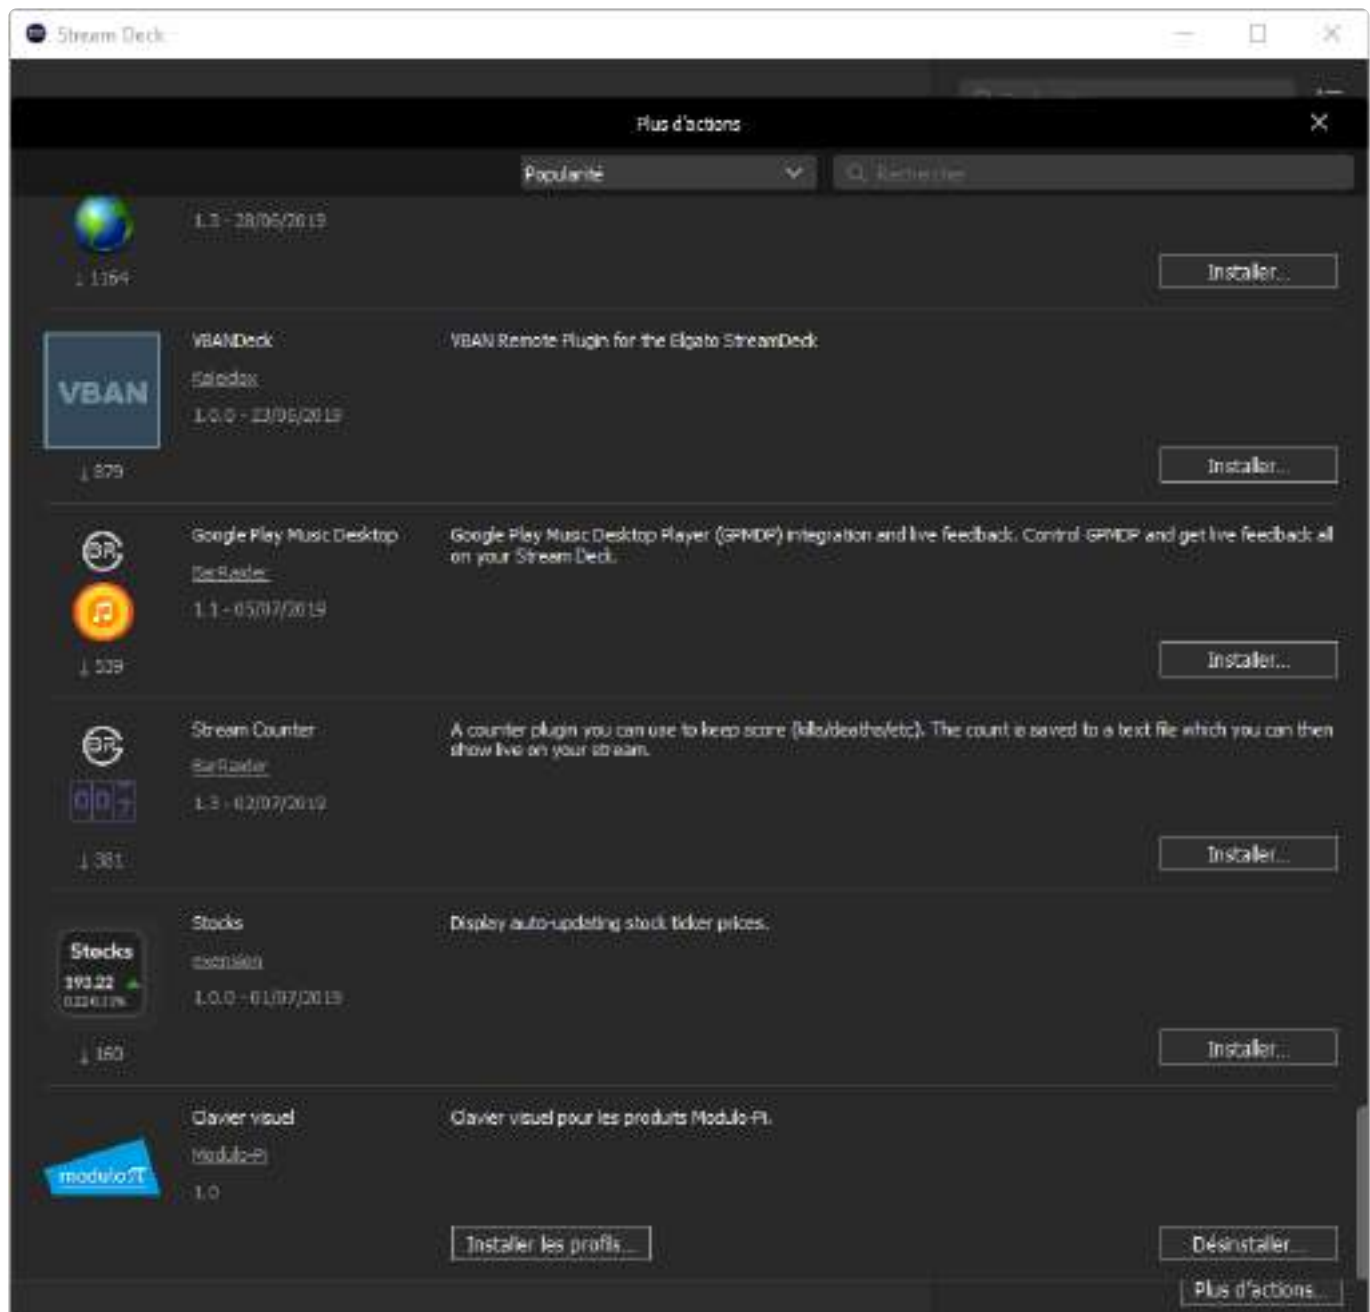 Stream Deck
Plus d'actions
Popularité
Rechercher
1.3 - 28/06/2019
↓ 1164
Installer...
VBANDeck
VBAN Remote Plugin for the Elgato StreamDeck
VBAN
Kaleidox
1.0.0 - 23/06/2019
↓ 879
Installer...
Google Play Music Desktop
Google Play Music Desktop Player (GPMDP) integration and live feedback. Control GPMDP and get live feedback all
on your Stream Deck.
BarRaider
1.1 - 05/07/2019
↓ 539
Installer...
Stream Counter
A counter plugin you can use to keep score (kills/deaths/etc). The count is saved to a text file which you can then
show live on your stream.
BarRaider
1.3 - 02/07/2019
↓ 381
Installer...
Stocks
Display auto-updating stock ticker prices.
Stocks
193.22
exension
1.0.0 - 01/07/2019
↓ 160
Installer...
Clavier visuel
Clavier visuel pour les produits Modulo-Pi.
Modulo-Pi
moduloπ
1.0
Installer les profils...
Désinstaller...
Plus d'actions...